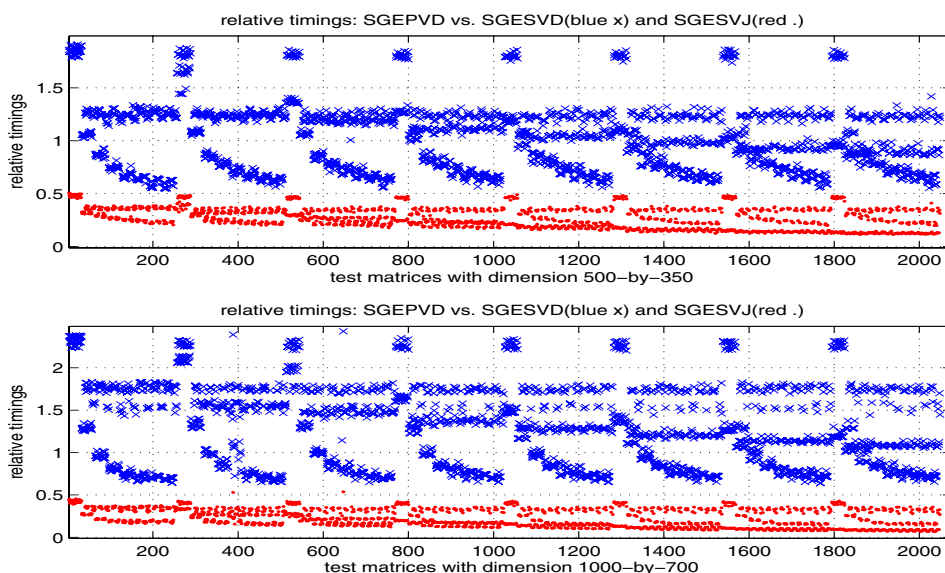 relative timings: SGEPVD vs. SGESVD(blue x) and SGESVJ(red .)
relative timings
1.5
1
0.5
0
200 400 600 800 1000 1200 1400 1600 1800 2000
test matrices with dimension 500−by−350
relative timings: SGEPVD vs. SGESVD(blue x) and SGESVJ(red .)
relative timings
2
1.5
1
0.5
0
200 400 600 800 1000 1200 1400 1600 1800 2000
test matrices with dimension 1000−by−700